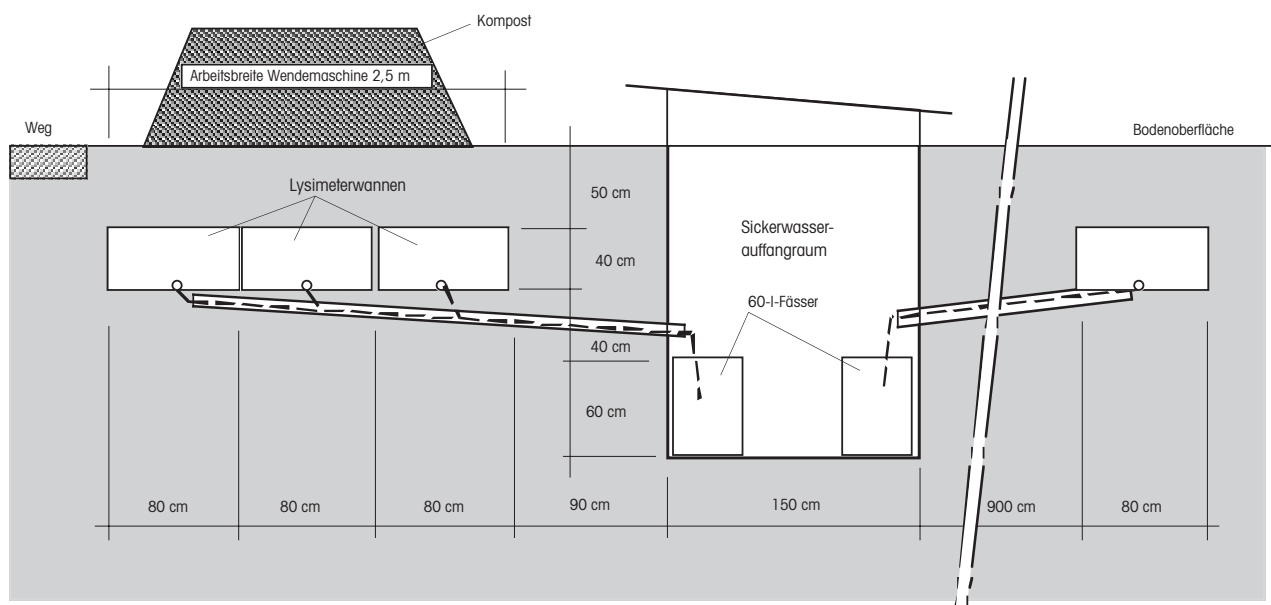 Kompost
Arbeitsbreite Wendemaschine 2,5 m
Weg
Bodenoberfläche
Lysimeterwannen
50 cm
Sickerwasser-
auffangraum
40 cm
60-l-Fässer
40 cm
60 cm
80 cm
80 cm
80 cm
90 cm
150 cm
900 cm
80 cm